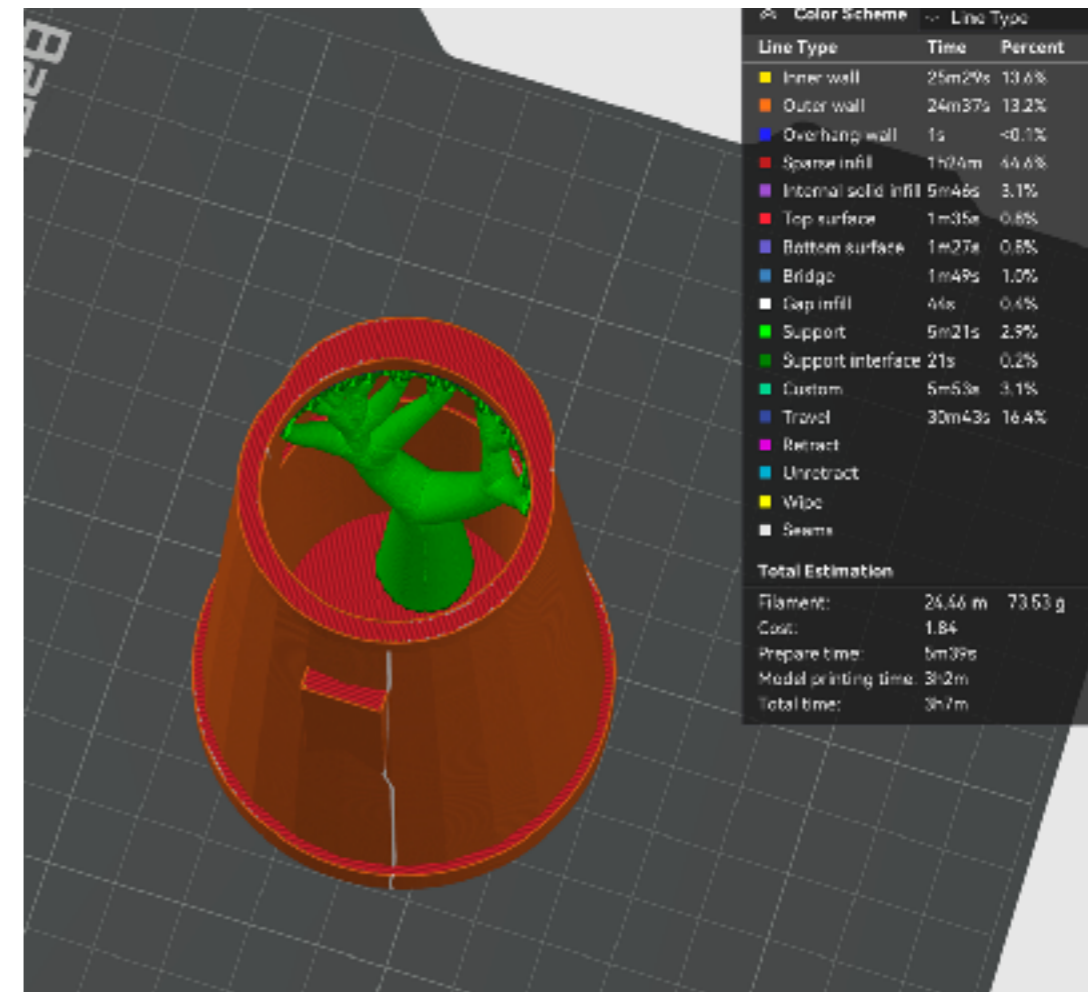 Color Scheme Line Type
Line Type Time Percent
Inner wall 25m29s 13.6%
Outer wall 24m37s 13.2%
Overhang wall 1s <0.1%
Sparse infill 1h24m 44.6%
Internal solid infill 5m46s 3.1%
Top surface 1m35s 0.8%
Bottom surface 1m27s 0.8%
Bridge 1m49s 1.0%
Gap infill 44s 0.4%
Support 5m21s 2.9%
Support interface 21s 0.2%
Custom 5m53s 3.1%
Travel 30m43s 16.4%
Retract
Unretract
Wipe
Seams
Total Estimation
Filament: 24.46 m 73.53 g
Cost: 1.84
Prepare time: 5m39s
Model printing time: 3h2m
Total time: 3h7m